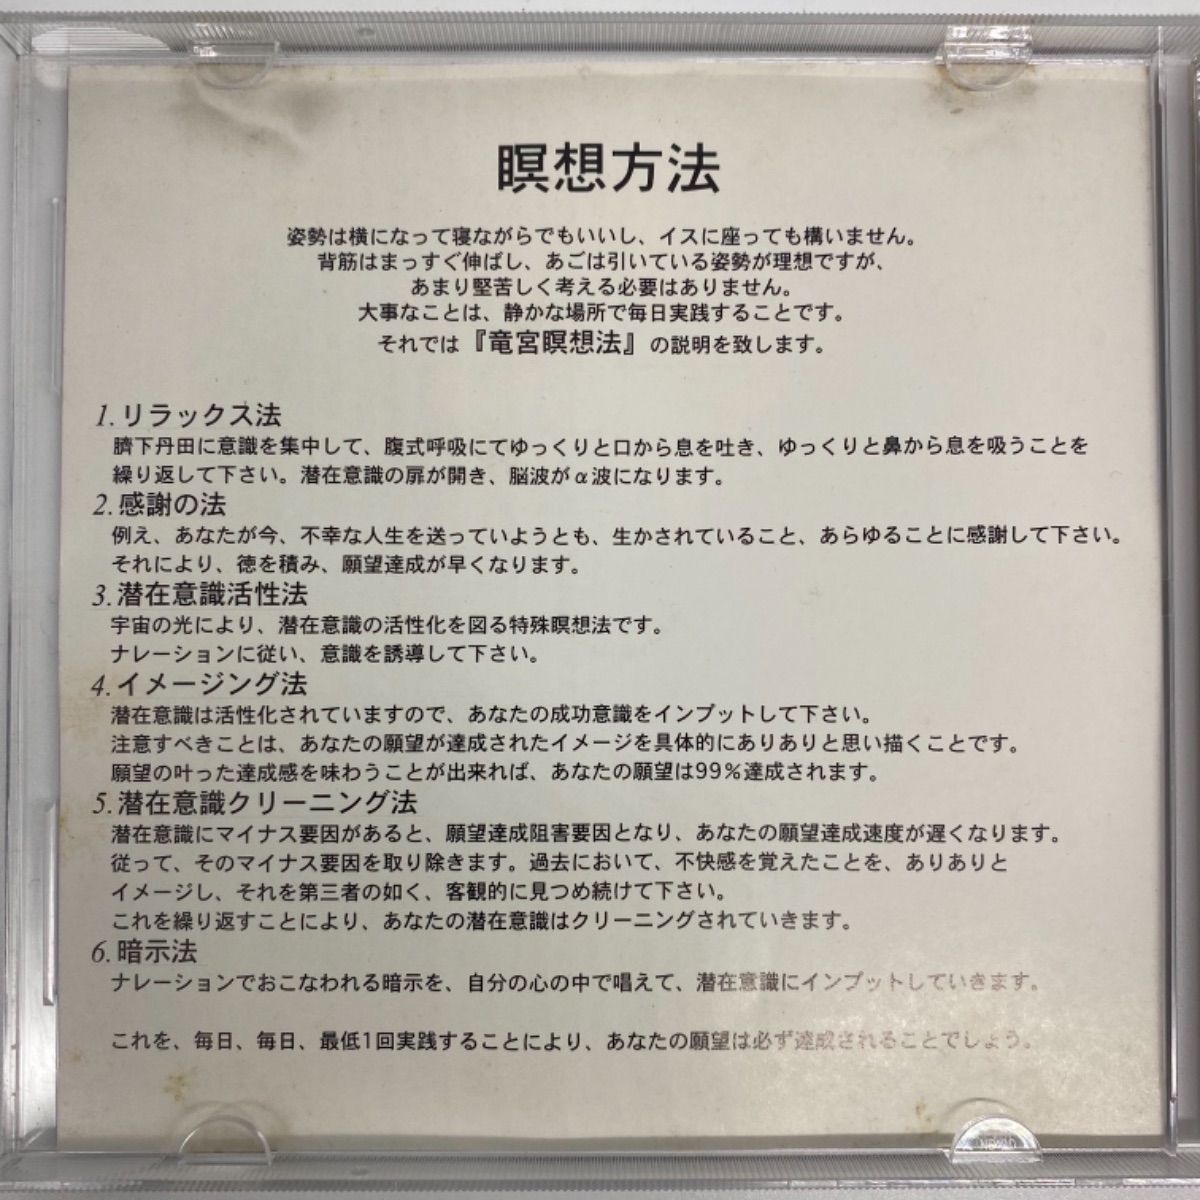 瞑想方法
姿勢は横になって寝ながらでもいいし、イスに座っても構いません。
背筋はまっすぐ伸ばし、あごは引いている姿勢が理想ですが、
あまり堅苦しく考える必要はありません。
大事なことは、静かな場所で毎日実践することです。
それでは『竜宮瞑想法』の説明を致します。
1.リラックス法
臍下丹田に意識を集中して、腹式呼吸にてゆっくりと口から息を吐き、ゆっくりと鼻から息を吸うことを
繰り返して下さい。潜在意識の扉が開き、脳波がα波になります。
2.感謝の法
例え、あなたが今、不幸な人生を送っていようとも、生かされていること、あらゆることに感謝して下さい。
それにより、徳を積み、願望達成が早くなります。
3.潜在意識活性法
宇宙の光により、潜在意識の活性化を図る特殊瞑想法です。
ナレーションに従い、意識を誘導して下さい。
4.イメージング法
潜在意識は活性化されていますので、あなたの成功意識をインプットして下さい。
注意すべきことは、あなたの願望が達成されたイメージを具体的にありありと思い描くことです。
願望の叶った達成感を味わうことが出来れば、あなたの願望は99%達成されます。
5.潜在意識クリーニング法
潜在意識にマイナス要因があると、願望達成阻害要因となり、あなたの願望達成速度が遅くなります。
従って、そのマイナス要因を取り除きます。過去において、不快感を覚えたことを、ありありと
イメージし、それを第三者の如く、客観的に見つめ続けて下さい。
これを繰り返すことにより、あなたの潜在意識はクリーニングされていきます。
6.暗示法
ナレーションでおこなわれる暗示を、自分の心の中で唱えて、潜在意識にインプットしていきます。
これを、毎日、毎日、最低1回実践することにより、あなたの願望は必ず達成されることでしょう。